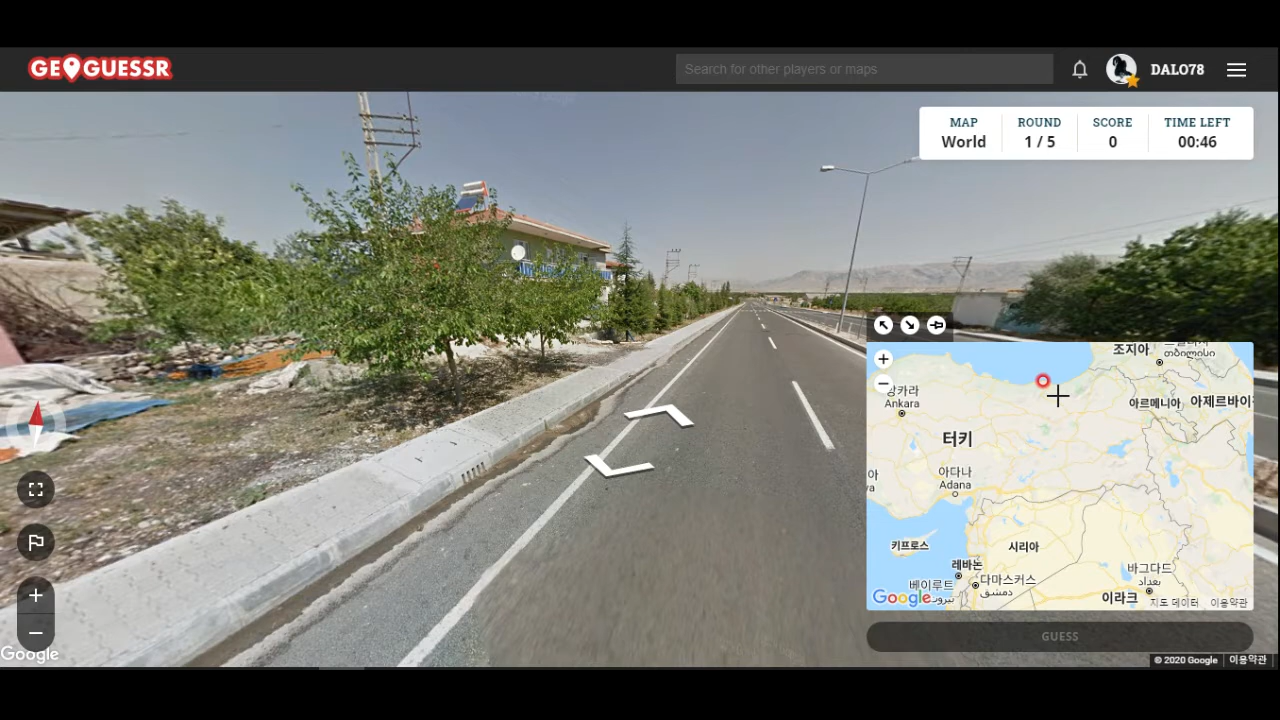 GEOGUESSR
Search for other players or maps
DALO78
MAP
World
ROUND
1 / 5
SCORE
0
TIME LEFT
00:46
조지아
თბილისი
앙카라
Ankara
아르메니아
아제르바이
터키
아다나
Adana
키프로스
시리아
레바논
베이루트
بيروت
다마스커스
دمشق
바그다드
بغداد
이라크
Google
지도 데이터
이용약관
GUESS
Google
© 2020 Google
이용약관